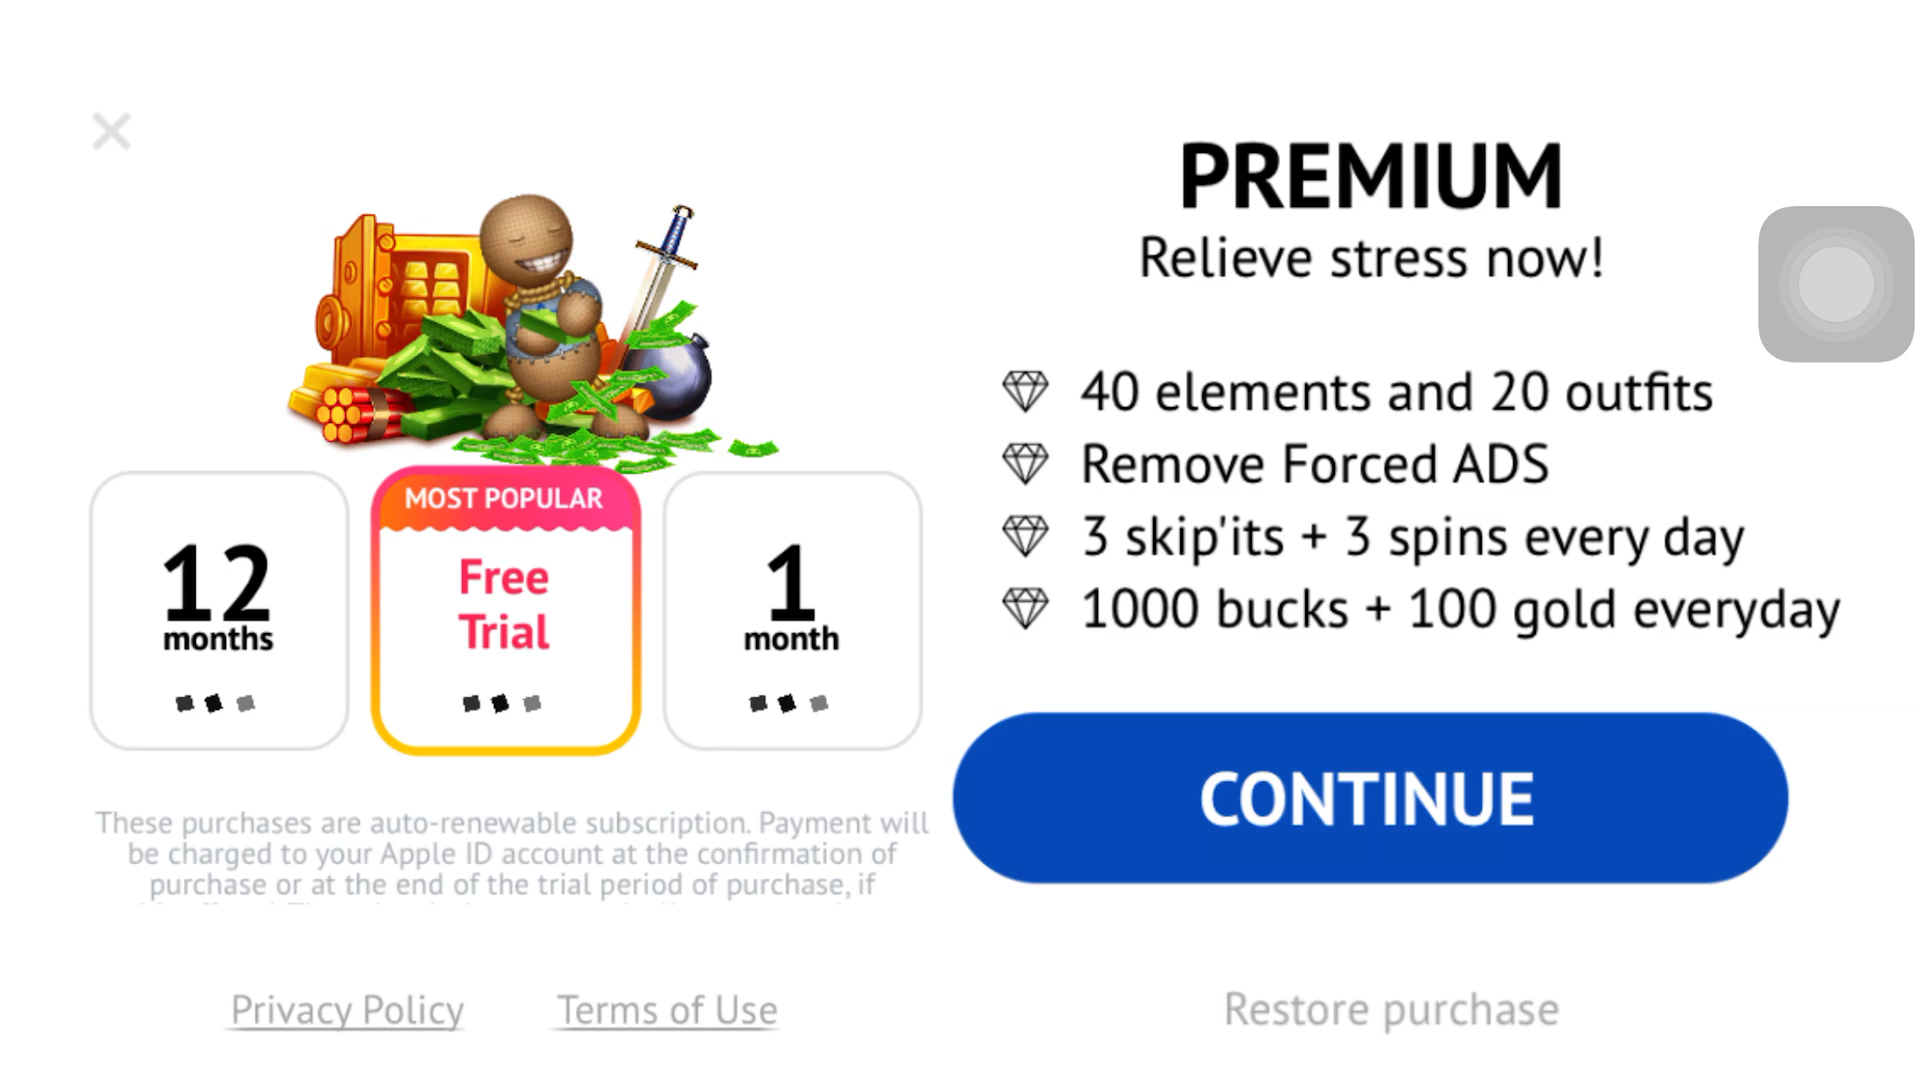 PREMIUM
Relieve stress now!
40 elements and 20 outfits
Remove Forced ADS
3 skip'its + 3 spins every day
1000 bucks + 100 gold everyday
12
months
MOST POPULAR
Free
Trial
1
month
CONTINUE
These purchases are auto-renewable subscription. Payment will
be charged to your Apple ID account at the confirmation of
purchase or at the end of the trial period of purchase, if
Privacy Policy
Terms of Use
Restore purchase